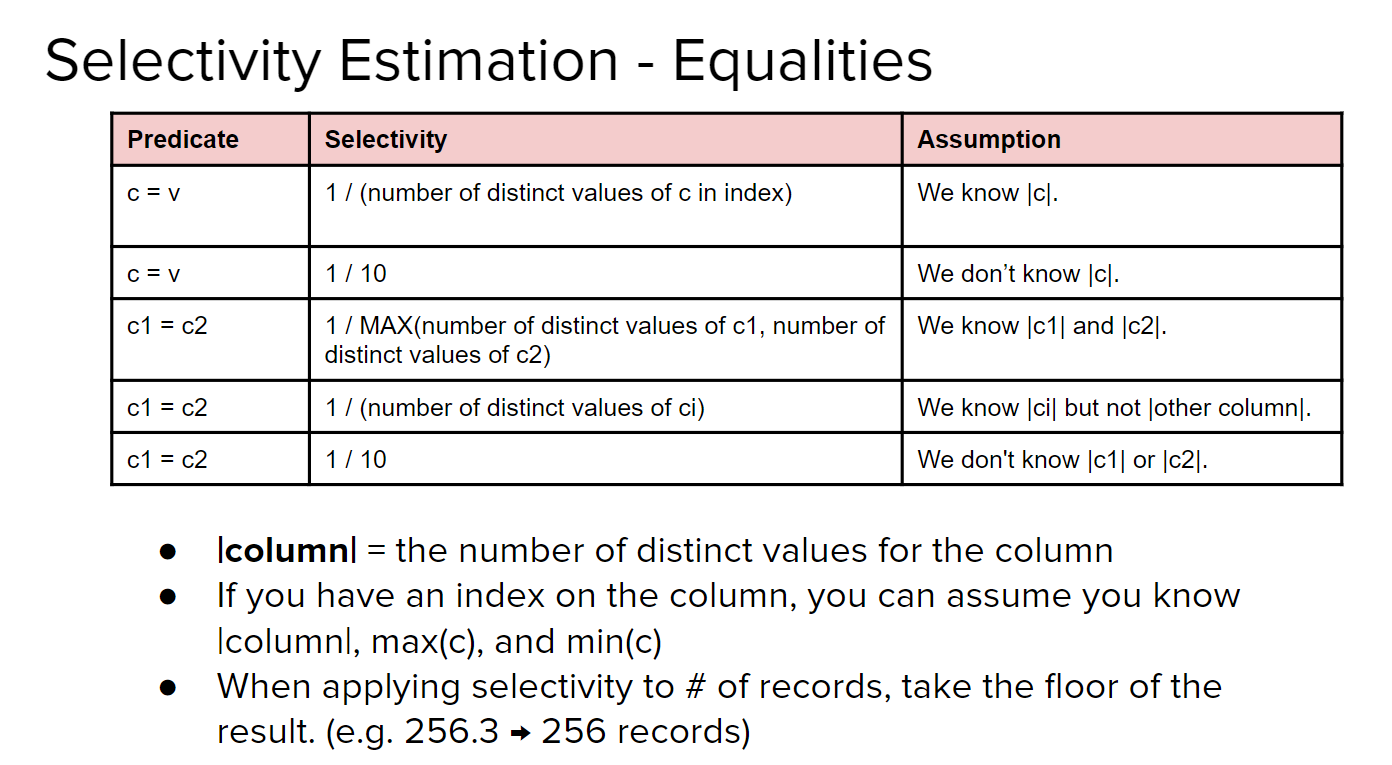 Selectivity Estimation - Equalities
Predicate Selectivity Assumption
c = v 1 / (number of distinct values of c in index) We know |c|.
c = v 1 / 10 We don’t know |c|.
c1 = c2 1 / MAX(number of distinct values of c1, number of We know |c1| and |c2|.
distinct values of c2)
c1 = c2 1 / (number of distinct values of ci) We know |ci| but not |other column|.
c1 = c2 1 / 10 We don't know |c1| or |c2|.
● |column| = the number of distinct values for the column
● If you have an index on the column, you can assume you know
|column|, max(c), and min(c)
● When applying selectivity to # of records, take the floor of the
result. (e.g. 256.3 → 256 records)